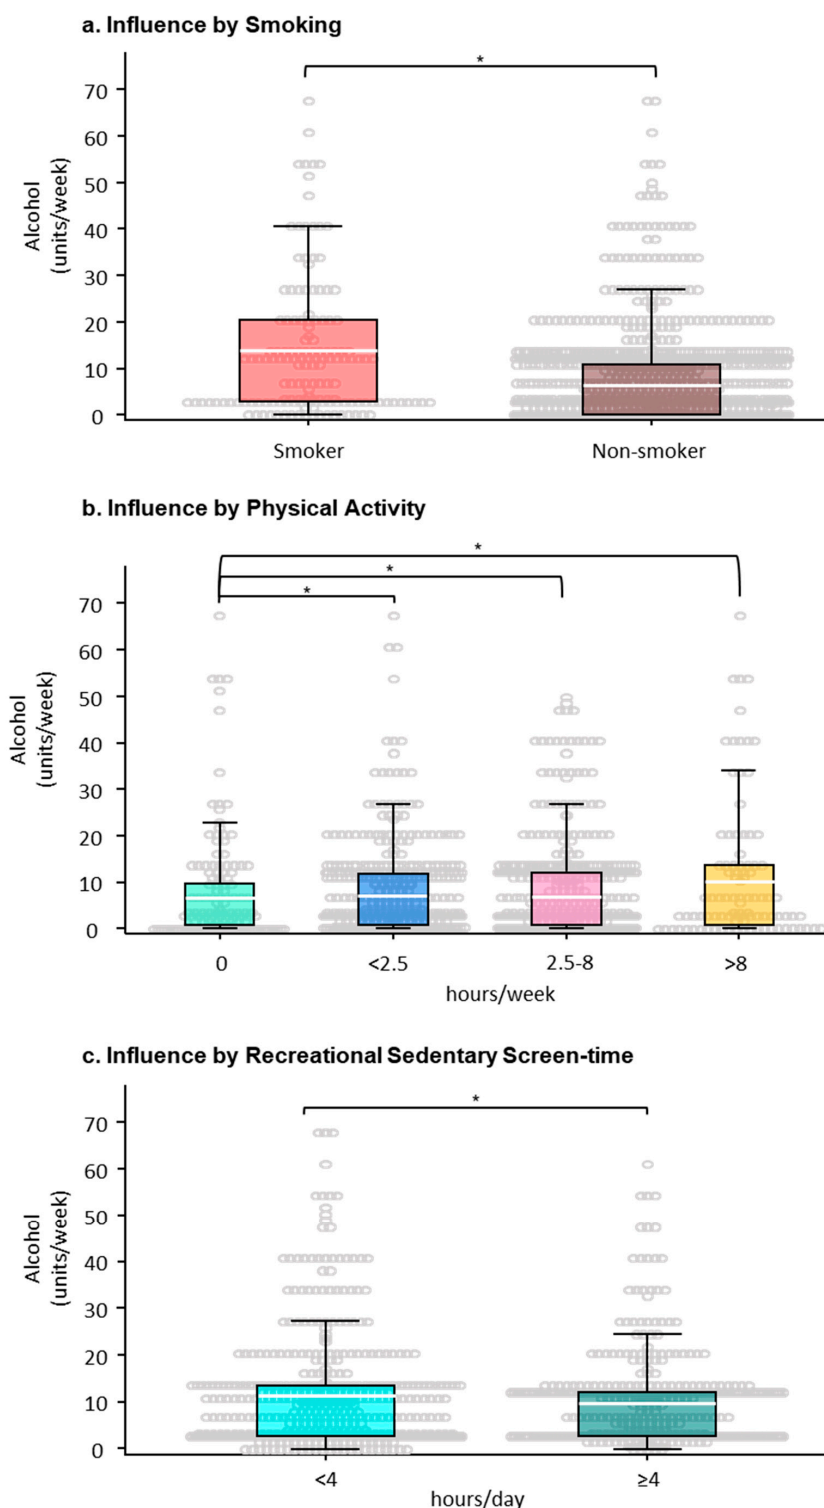 a. Influence by Smoking
*
70
60
50
40
30
20
10
0
Alcohol
(units/week)
Smoker Non-smoker
b. Influence by Physical Activity
*
*
*
70
60
50
40
30
20
10
0
Alcohol
(units/week)
0 <2.5 2.5-8 >8
hours/week
c. Influence by Recreational Sedentary Screen-time
*
70
60
50
40
30
20
10
0
Alcohol
(units/week)
<4 ≥4
hours/day